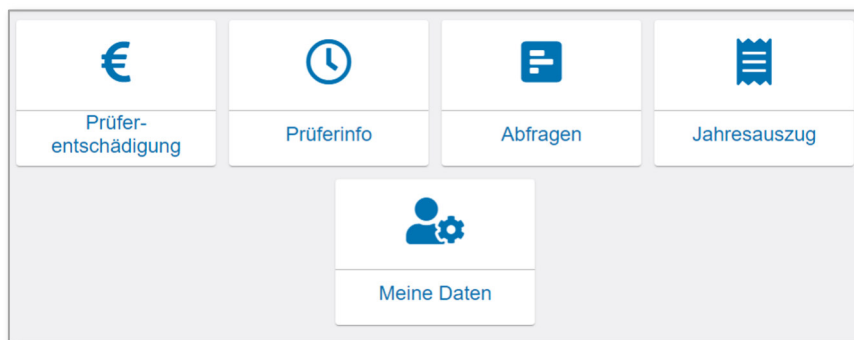 Prüfer-
entschädigung
Prüferinfo
Abfragen
Jahresauszug
Meine Daten